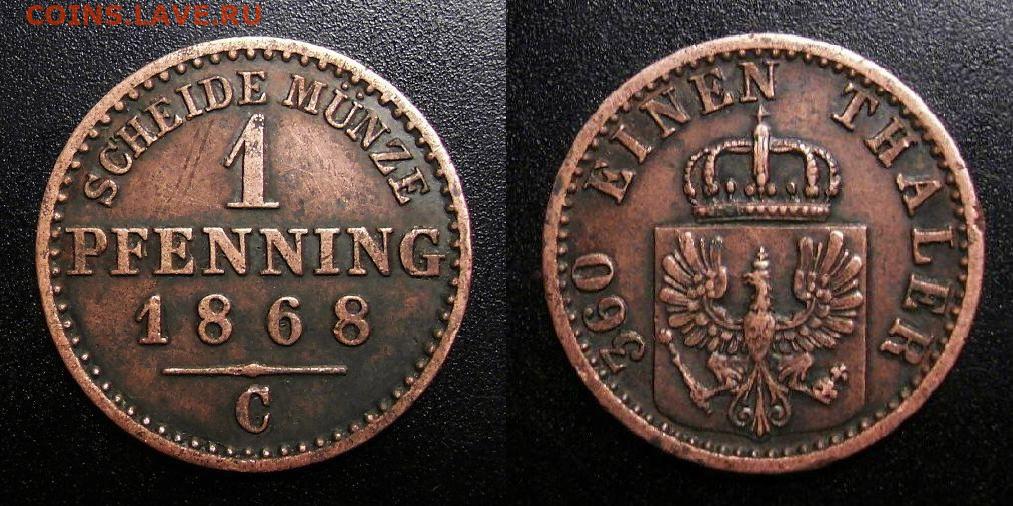 COINS.LAVE.RU
SCHEIDE MÜNZE
1
PFENNING
1868
C
360 EINEN THALER